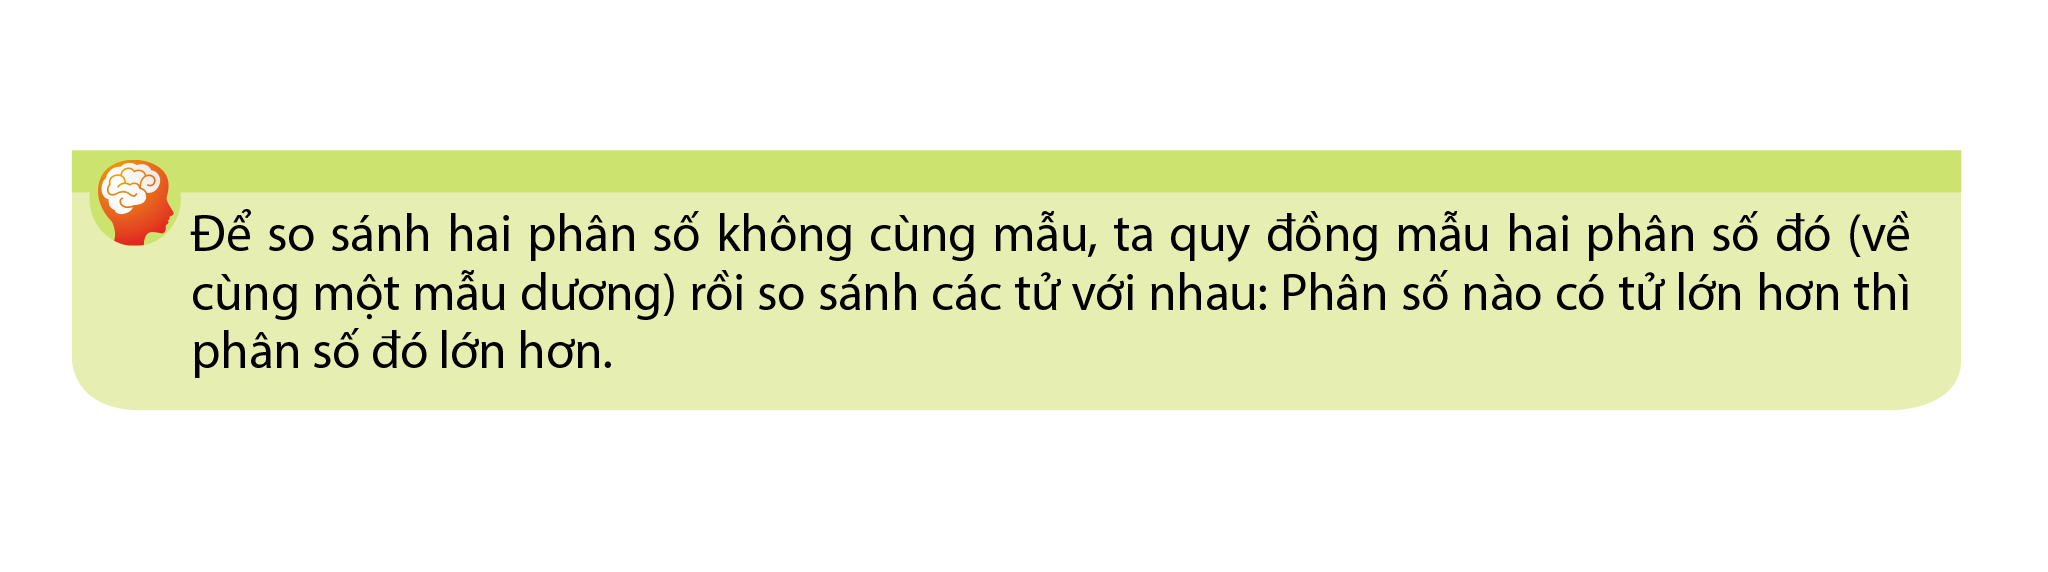 Để so sánh hai phân số không cùng mẫu, ta quy đồng mẫu hai phân số đó (về
cùng một mẫu dương) rồi so sánh các tử với nhau: Phân số nào có tử lớn hơn thì
phân số đó lớn hơn.